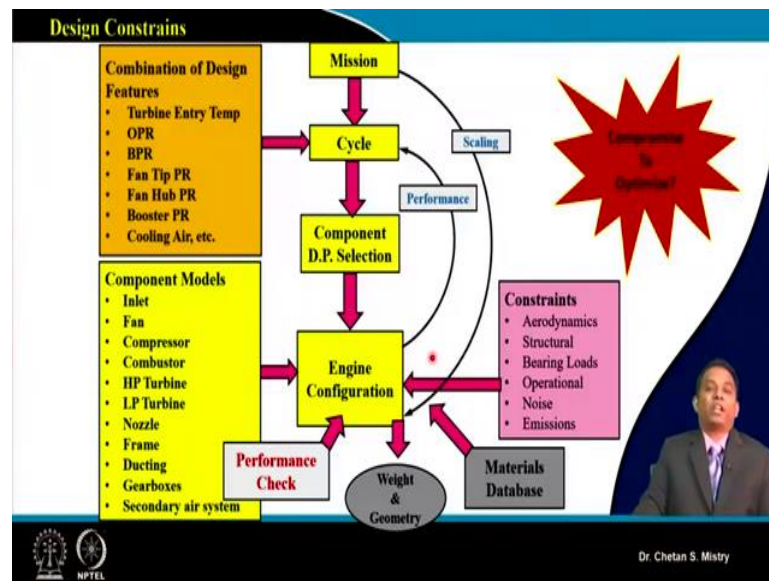 Design Constrains
Combination of Design
Features
• Turbine Entry Temp
• OPR
• BPR
• Fan Tip PR
• Fan Hub PR
• Booster PR
• Cooling Air, etc.
Mission
Cycle
Scaling
Performance
Component
D.P. Selection
Compromise
To
Optimise?
Component Models
• Inlet
• Fan
• Compressor
• Combustor
• HP Turbine
• LP Turbine
• Nozzle
• Frame
• Ducting
• Gearboxes
• Secondary air system
Engine
Configuration
Constraints
• Aerodynamics
• Structural
• Bearing Loads
• Operational
• Noise
• Emissions
Performance
Check
Weight
&
Geometry
Materials
Database
NPTEL
Dr. Chetan S. Mistry